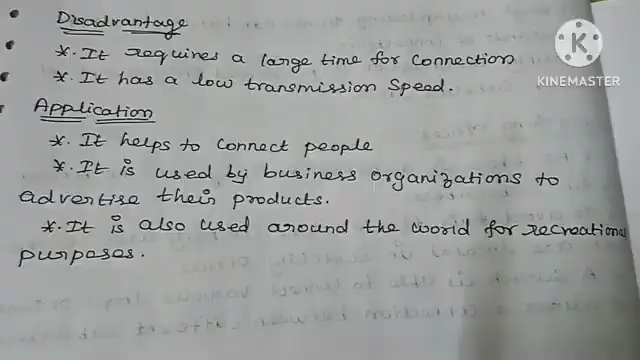 Disadvantage
*. It requires a large time for connection
*. It has a low transmission speed.
Application
*. It helps to connect people
*. It is used by business organizations to
advertise their products.
*. It is also used around the world for recreational
purposes.
KINEMASTER